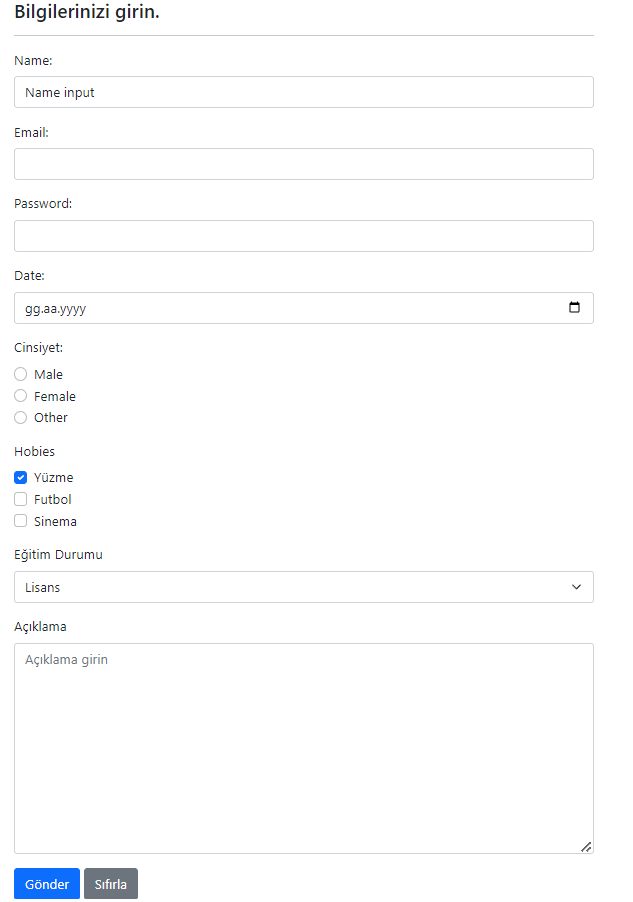 Bilgilerinizi girin.
Name:
Name input
Email:
Password:
Date:
gg.aa.yyyy
Cinsiyet:
Male
Female
Other
Hobies
Yüzme
Futbol
Sinema
Eğitim Durumu
Lisans
Açıklama
Açıklama girin
Gönder Sıfırla